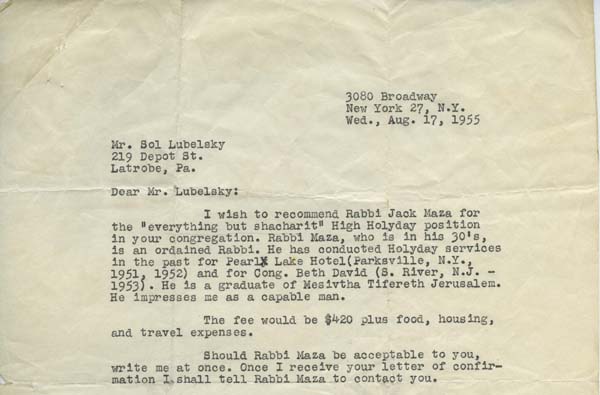 3080 Broadway
New York 27, N.Y.
Wed., Aug. 17, 1955
Mr. Sol Lubelsky
219 Depot St.
Latrobe, Pa.
Dear Mr. Lubelsky:
I wish to recommend Rabbi Jack Maza for
the "everything but shacharit" High Holyday position
in your congregation. Rabbi Maza, who is in his 30's,
is an ordained Rabbi. He has conducted Holyday services
in the past for Pearl Lake Hotel(Parksville, N.Y.,
1951, 1952) and for Cong. Beth David (S. River, N.J. -
1953). He is a graduate of Mesivtha Tifereth Jerusalem.
He impresses me as a capable man.
The fee would be $420 plus food, housing,
and travel expenses.
Should Rabbi Maza be acceptable to you,
write me at once. Once I receive your letter of confir-
mation I shall tell Rabbi Maza to contact you.